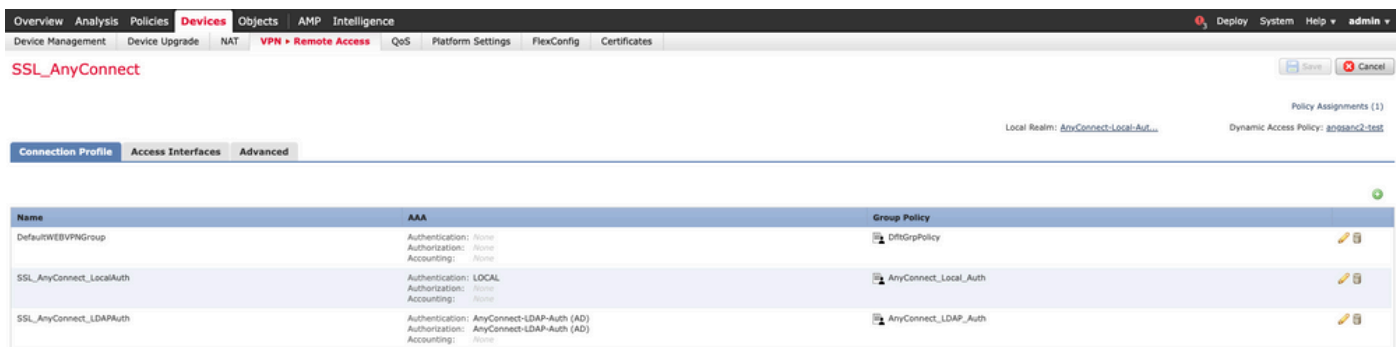 Overview Analysis Policies Devices Objects AMP Intelligence 3 Deploy System Help admin
Device Management Device Upgrade NAT VPN ▸ Remote Access QoS Platform Settings FlexConfig Certificates
SSL_AnyConnect Save Cancel
Policy Assignments (1)
Local Realm: AnyConnect-Local-Aut... Dynamic Access Policy: angsanc2-test
Connection Profile Access Interfaces Advanced
Name AAA Group Policy
DefaultWEBVPNGroup Authentication: None DfltGrpPolicy
Authorization: None
Accounting: None
SSL_AnyConnect_LocalAuth Authentication: LOCAL AnyConnect_Local_Auth
Authorization: None
Accounting: None
SSL_AnyConnect_LDAPAuth Authentication: AnyConnect-LDAP-Auth (AD) AnyConnect_LDAP_Auth
Authorization: AnyConnect-LDAP-Auth (AD)
Accounting: None